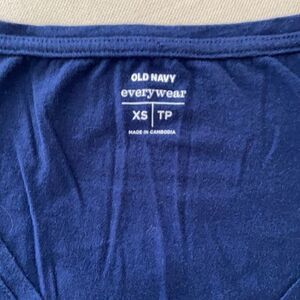 OLD NAVY
everywear
XS | TP
MADE IN CAMBODIA